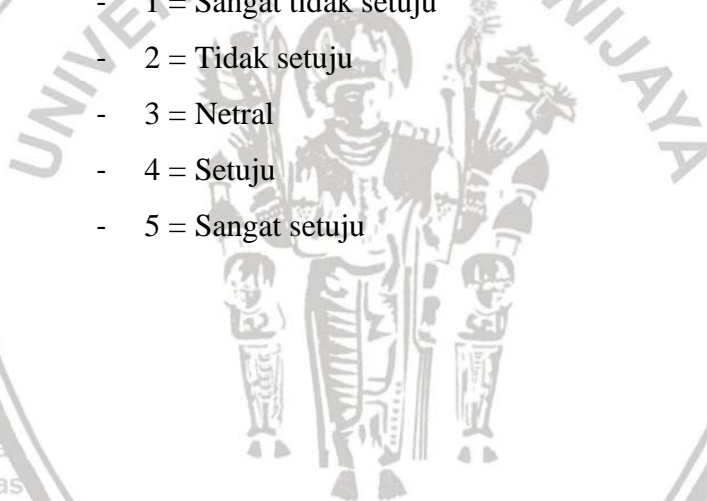 - 1 = Sangat tidak setuju
- 2 = Tidak setuju
- 3 = Netral
- 4 = Setuju
- 5 = Sangat setuju